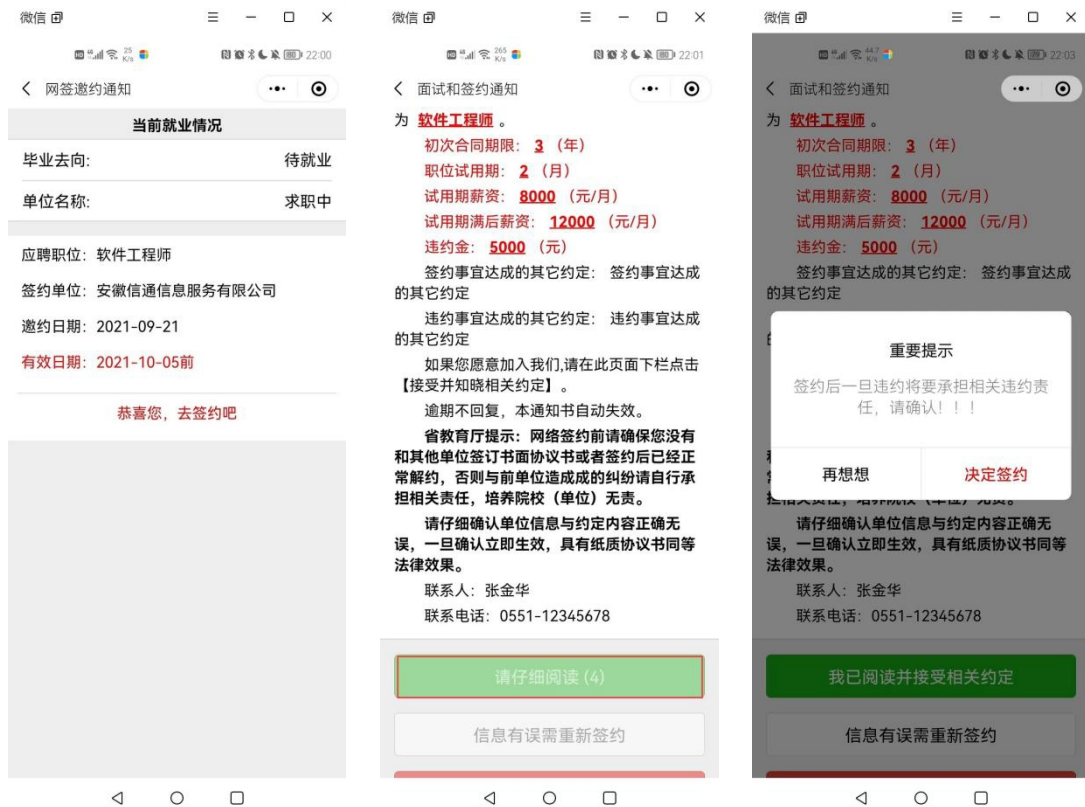 微信
25 K/s
22:00
网签邀约通知
当前就业情况
毕业去向: 待就业
单位名称: 求职中
应聘职位: 软件工程师
签约单位: 安徽信通信息服务有限公司
邀约日期: 2021-09-21
有效日期: 2021-10-05前
恭喜您，去签约吧
微信
265 K/s
22:01
面试和签约通知
为 软件工程师 。
初次合同期限: 3 (年)
职位试用期: 2 (月)
试用期薪资: 8000 (元/月)
试用期满后薪资: 12000 (元/月)
违约金: 5000 (元)
签约事宜达成的其它约定: 签约事宜达成
的其它约定
违约事宜达成的其它约定: 违约事宜达成
的其它约定
如果您愿意加入我们,请在此页面下栏点击
【接受并知晓相关约定】。
逾期不回复，本通知书自动失效。
省教育厅提示：网络签约前请确保您没有
和其他单位签订书面协议书或者签约后已经正
常解约，否则与前单位造成成的纠纷请自行承
担相关责任，培养院校（单位）无责。
请仔细确认单位信息与约定内容正确无
误，一旦确认立即生效，具有纸质协议书同等
法律效果。
联系人: 张金华
联系电话: 0551-12345678
请仔细阅读 (4)
信息有误需重新签约
微信
44.7 K/s
22:03
面试和签约通知
为 软件工程师 。
初次合同期限: 3 (年)
职位试用期: 2 (月)
试用期薪资: 8000 (元/月)
试用期满后薪资: 12000 (元/月)
违约金: 5000 (元)
签约事宜达成的其它约定: 签约事宜达成
的其它约定
重要提示
签约后一旦违约将要承担相关违约责
任，请确认！！！
再想想 决定签约
担相关责任，培养院校（单位）无责。
请仔细确认单位信息与约定内容正确无
误，一旦确认立即生效，具有纸质协议书同等
法律效果。
联系人: 张金华
联系电话: 0551-12345678
我已阅读并接受相关约定
信息有误需重新签约